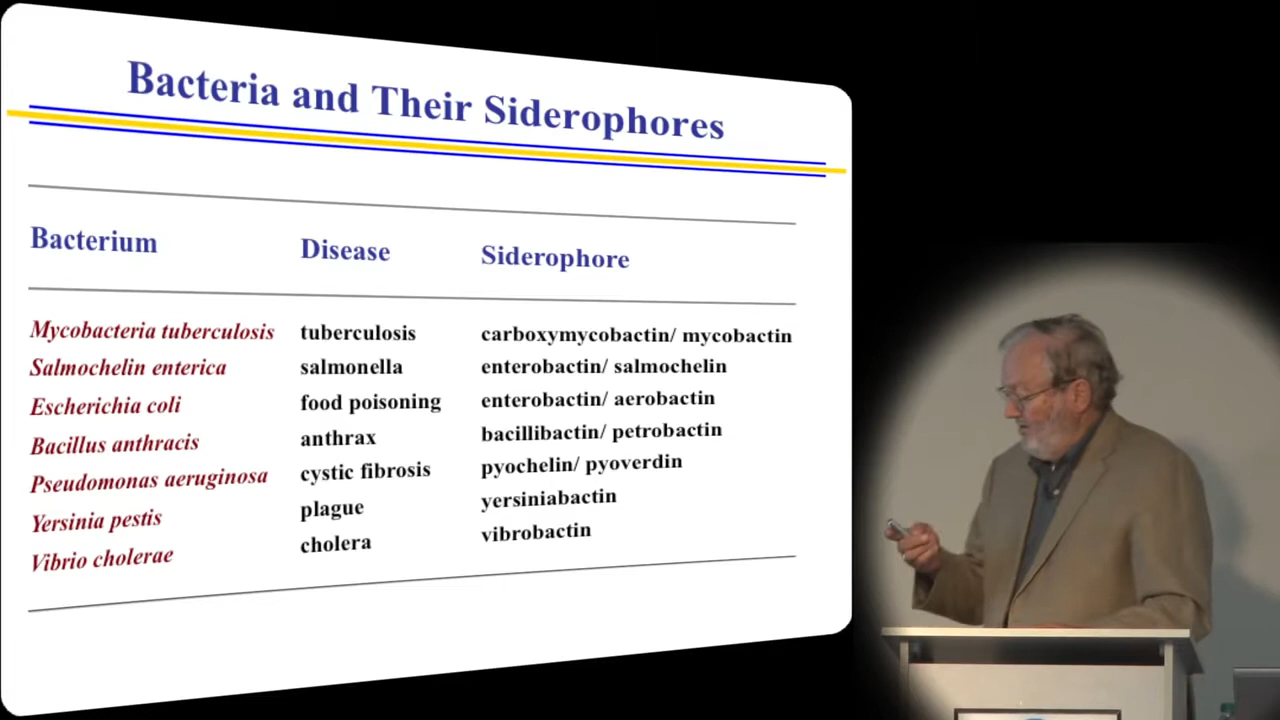 Bacteria and Their Siderophores
Bacterium Disease Siderophore
Mycobacteria tuberculosis tuberculosis carboxymycobactin/ mycobactin
Salmochelin enterica salmonella enterobactin/ salmochelin
Escherichia coli food poisoning enterobactin/ aerobactin
Bacillus anthracis anthrax bacillibactin/ petrobactin
Pseudomonas aeruginosa cystic fibrosis pyochelin/ pyoverdin
Yersinia pestis plague yersiniabactin
Vibrio cholerae cholera vibrobactin